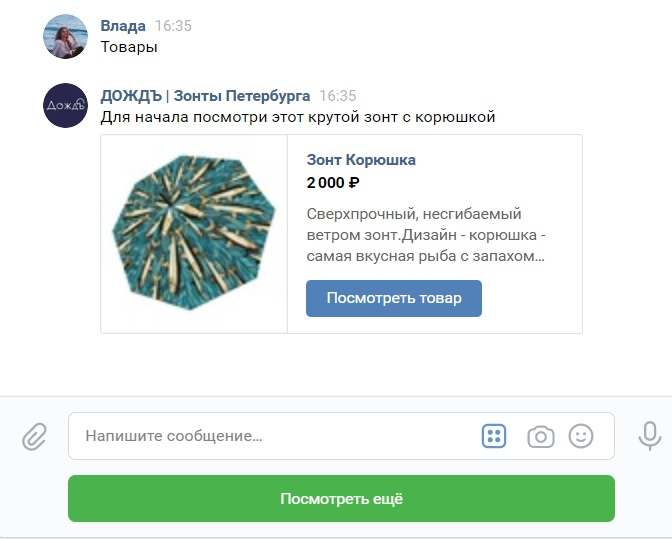 Влада 16:35
Товары
ДОЖДЪ | Зонты Петербурга 16:35
Дождь
Для начала посмотри этот крутой зонт с корюшкой
Зонт Корюшка
2 000 ₽
Сверхпрочный, несгибаемый
ветром зонт.Дизайн - корюшка -
самая вкусная рыба с запахом...
Посмотреть товар
Напишите сообщение...
Посмотреть ещё